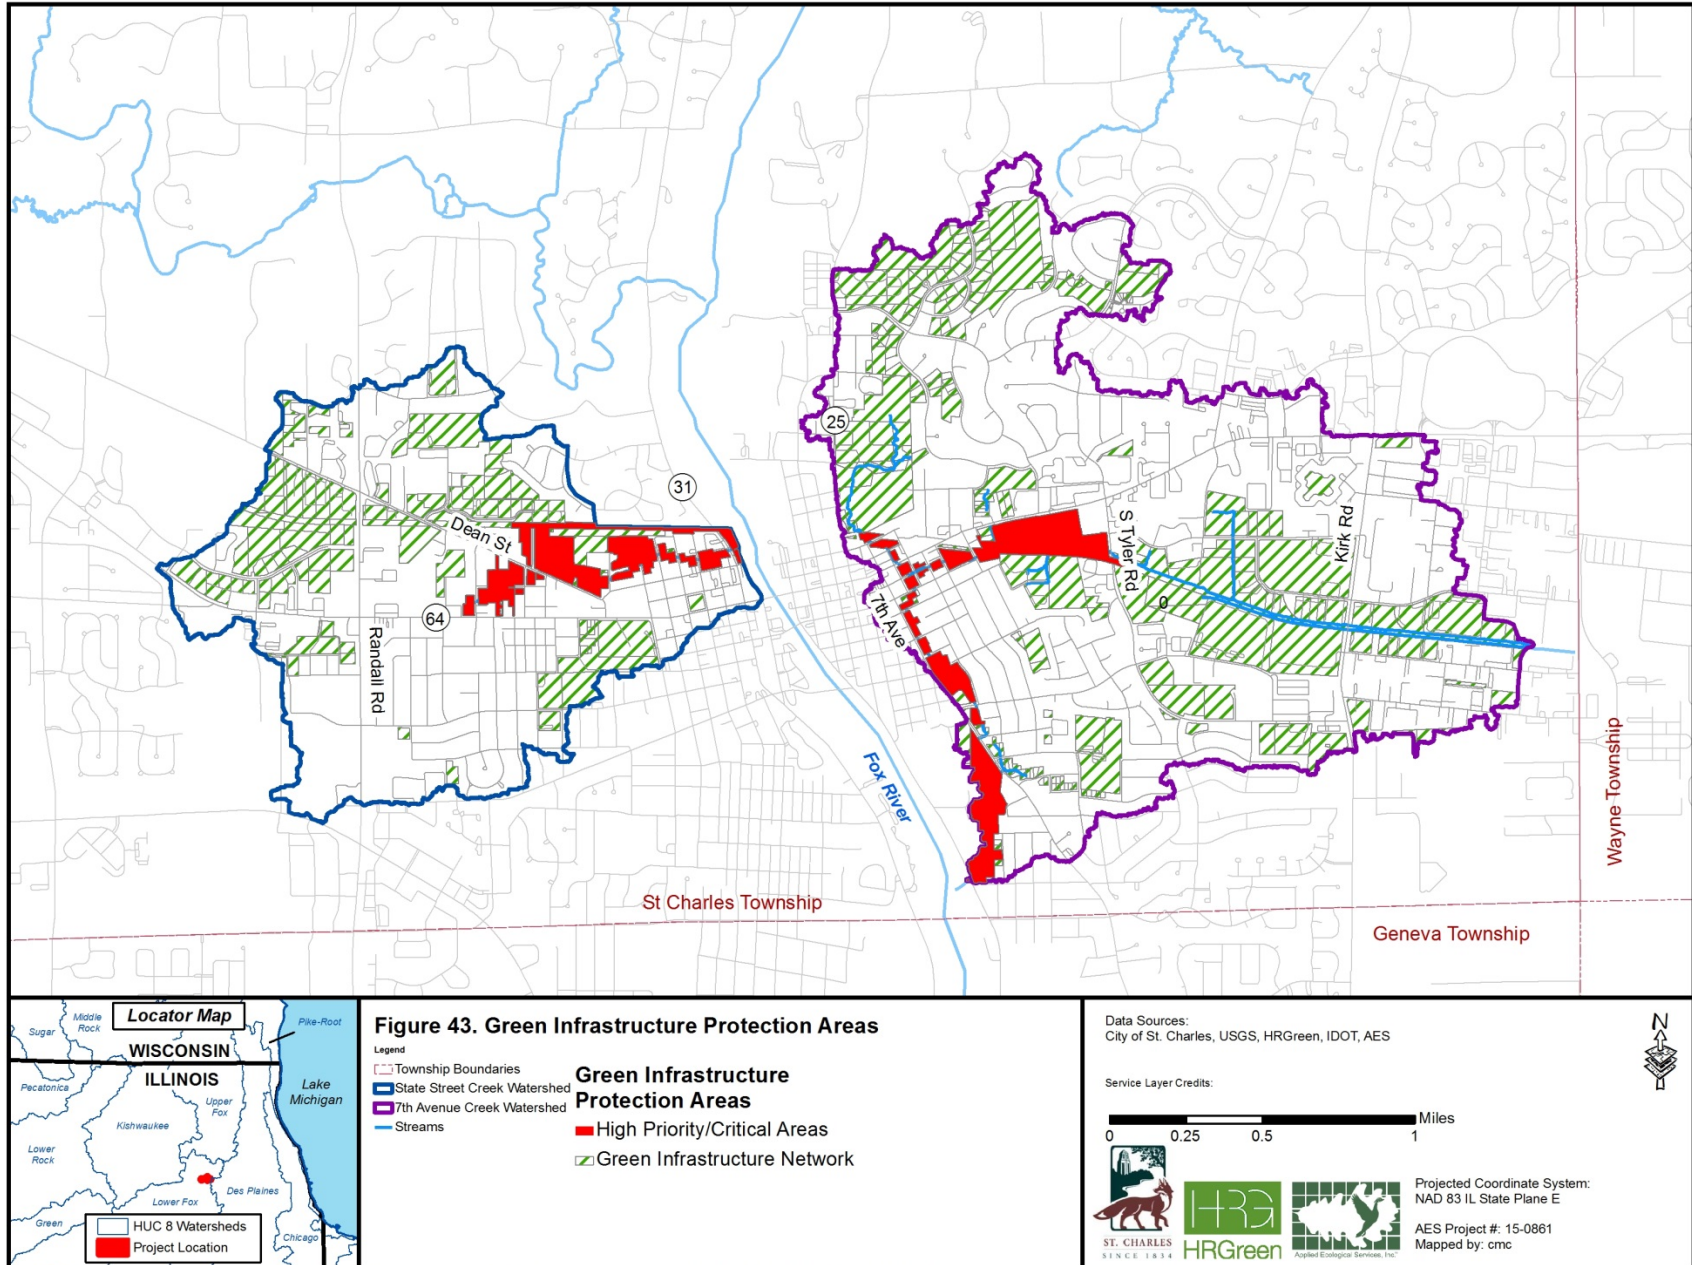 25
31
Dean St
S Tyler Rd
Kirk Rd
0
64
7th Ave
Randall Rd
Fox River
Wayne Township
St Charles Township
Geneva Township
Locator Map
Sugar
Middle
Rock
Pike-Root
WISCONSIN
ILLINOIS
Pecatonica
Lake
Michigan
Upper
Fox
Kishwaukee
Lower
Rock
Des Plaines
Lower Fox
Green
Chicago
HUC 8 Watersheds
Project Location
Figure 43. Green Infrastructure Protection Areas
Legend
Township Boundaries
State Street Creek Watershed
7th Avenue Creek Watershed
Streams
Green Infrastructure
Protection Areas
High Priority/Critical Areas
Green Infrastructure Network
Data Sources:
City of St. Charles, USGS, HRGreen, IDOT, AES
Service Layer Credits:
N
Miles
0 0.25 0.5 1
ST. CHARLES
SINCE 1834
HRG
HRGreen
Applied Ecological Services, Inc.™
Projected Coordinate System:
NAD 83 IL State Plane E
AES Project #: 15-0861
Mapped by: cmc